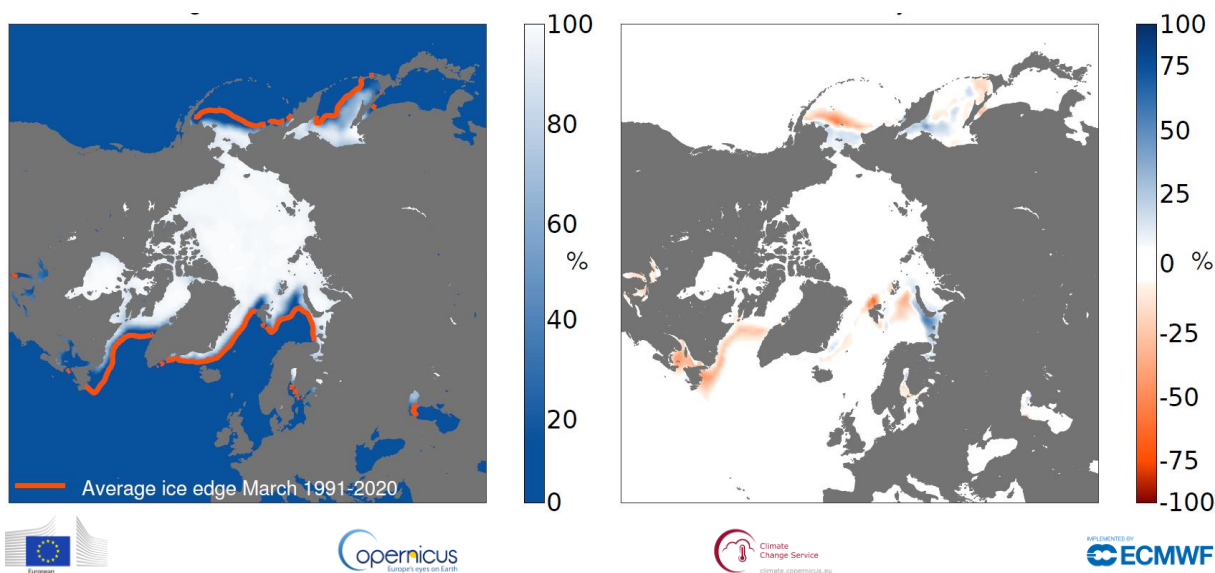 100
80
60
%
40
20
0
Average ice edge March 1991-2020
100
75
50
25
0 %
-25
-50
-75
-100
European
opernicus
Europe's eyes on Earth
Climate
Change Service
climate.copernicus.eu
IMPLEMENTED BY
ECMWF